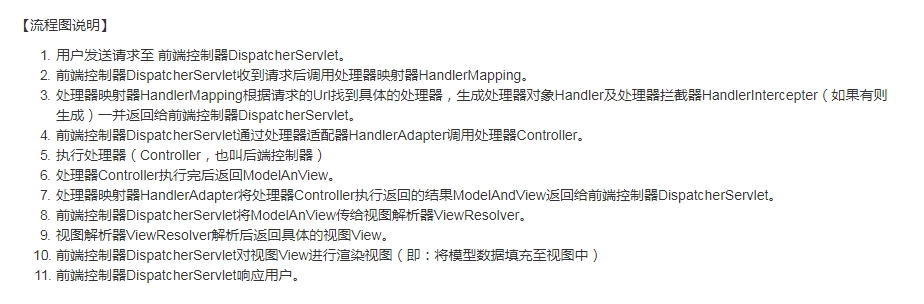 【流程图说明】
1. 用户发送请求至 前端控制器DispatcherServlet。
2. 前端控制器DispatcherServlet收到请求后调用处理器映射器HandlerMapping。
3. 处理器映射器HandlerMapping根据请求的Url找到具体的处理器，生成处理器对象Handler及处理器拦截器HandlerIntercepter（如果有则
生成）一并返回给前端控制器DispatcherServlet。
4. 前端控制器DispatcherServlet通过处理器适配器HandlerAdapter调用处理器Controller。
5. 执行处理器（Controller，也叫后端控制器）
6. 处理器Controller执行完后返回ModelAnView。
7. 处理器映射器HandlerAdapter将处理器Controller执行返回的结果ModelAndView返回给前端控制器DispatcherServlet。
8. 前端控制器DispatcherServlet将ModelAnView传给视图解析器ViewResolver。
9. 视图解析器ViewResolver解析后返回具体的视图View。
10. 前端控制器DispatcherServlet对视图View进行渲染视图（即：将模型数据填充至视图中）
11. 前端控制器DispatcherServlet响应用户。